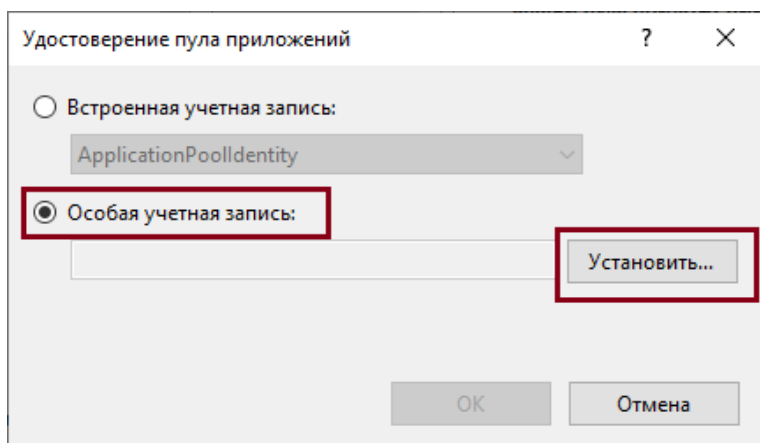 Удостоверение пула приложений ?
Встроенная учетная запись:
ApplicationPoolIdentity
Особая учетная запись:
Установить...
OK Отмена